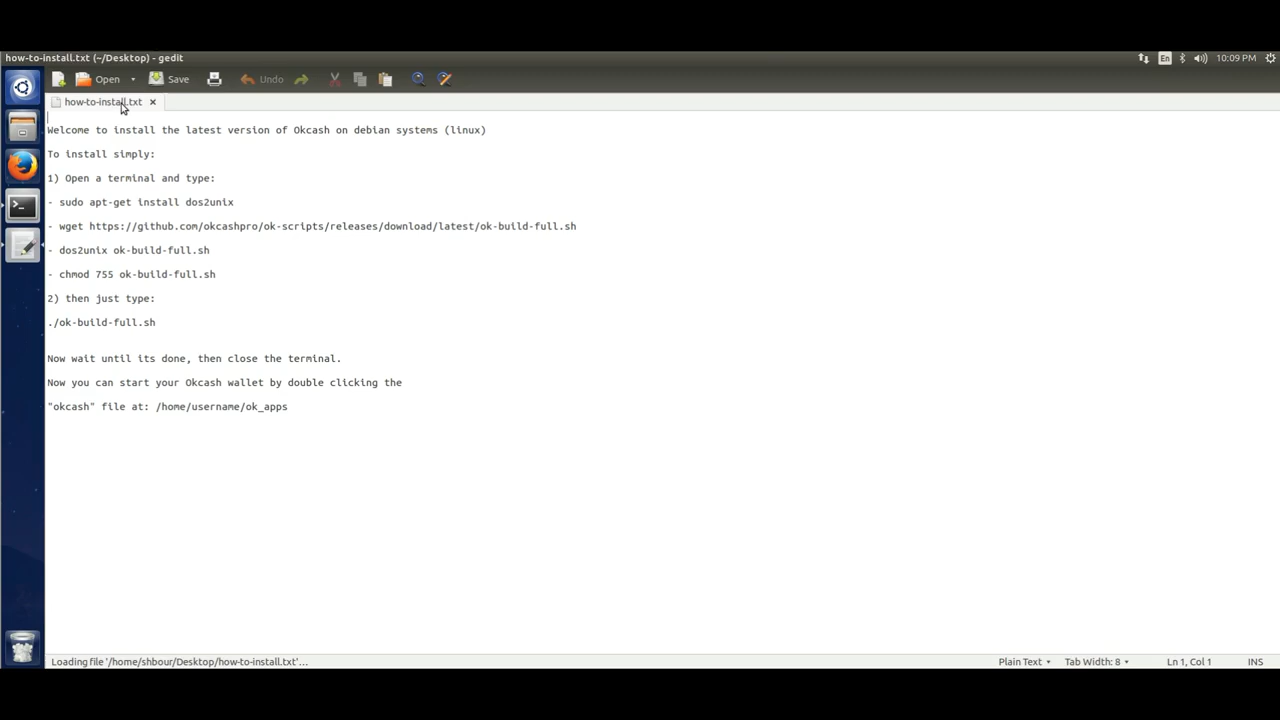 how-to-install.txt (~/Desktop) - gedit
En
10:09 PM
Open
Save
Undo
how-to-install.txt
Welcome to install the latest version of Okcash on debian systems (linux)
To install simply:
1) Open a terminal and type:
- sudo apt-get install dos2unix
- wget https://github.com/okcashpro/ok-scripts/releases/download/latest/ok-build-full.sh
- dos2unix ok-build-full.sh
- chmod 755 ok-build-full.sh
2) then just type:
./ok-build-full.sh
Now wait until its done, then close the terminal.
Now you can start your Okcash wallet by double clicking the
"okcash" file at: /home/username/ok_apps
Loading file '/home/shbour/Desktop/how-to-install.txt'...
Plain Text
Tab Width: 8
Ln 1, Col 1
INS